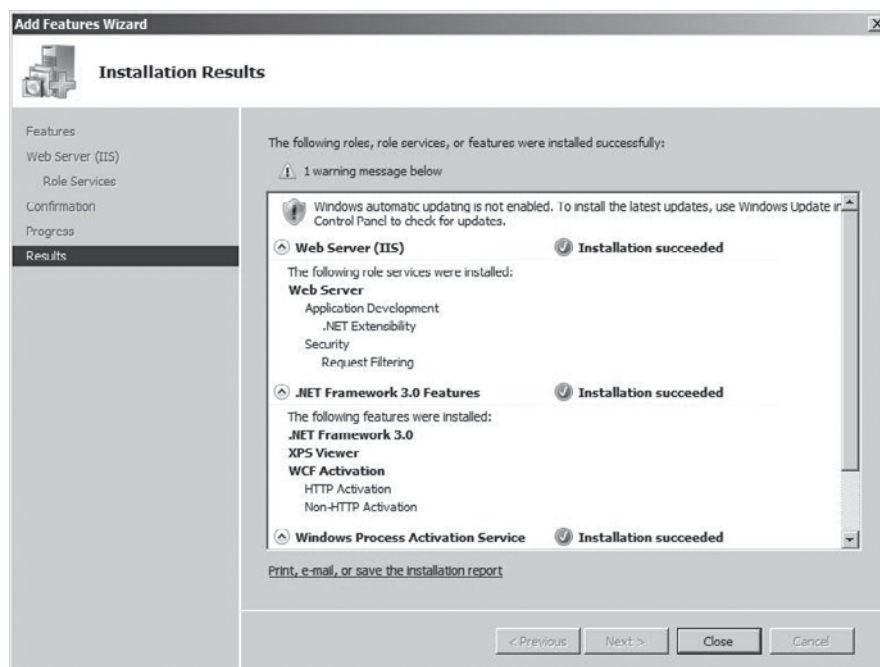 Add Features Wizard
Installation Results
Features
Web Server (IIS)
Role Services
Confirmation
Progress
Results
The following roles, role services, or features were installed successfully:
1 warning message below
Windows automatic updating is not enabled. To install the latest updates, use Windows Update in
Control Panel to check for updates.
Web Server (IIS) Installation succeeded
The following role services were installed:
Web Server
Application Development
.NET Extensibility
Security
Request Filtering
.NET Framework 3.0 Features Installation succeeded
The following features were installed:
.NET Framework 3.0
XPS Viewer
WCF Activation
HTTP Activation
Non-HTTP Activation
Windows Process Activation Service Installation succeeded
Print, e-mail, or save the installation report
< Previous Next > Close Cancel